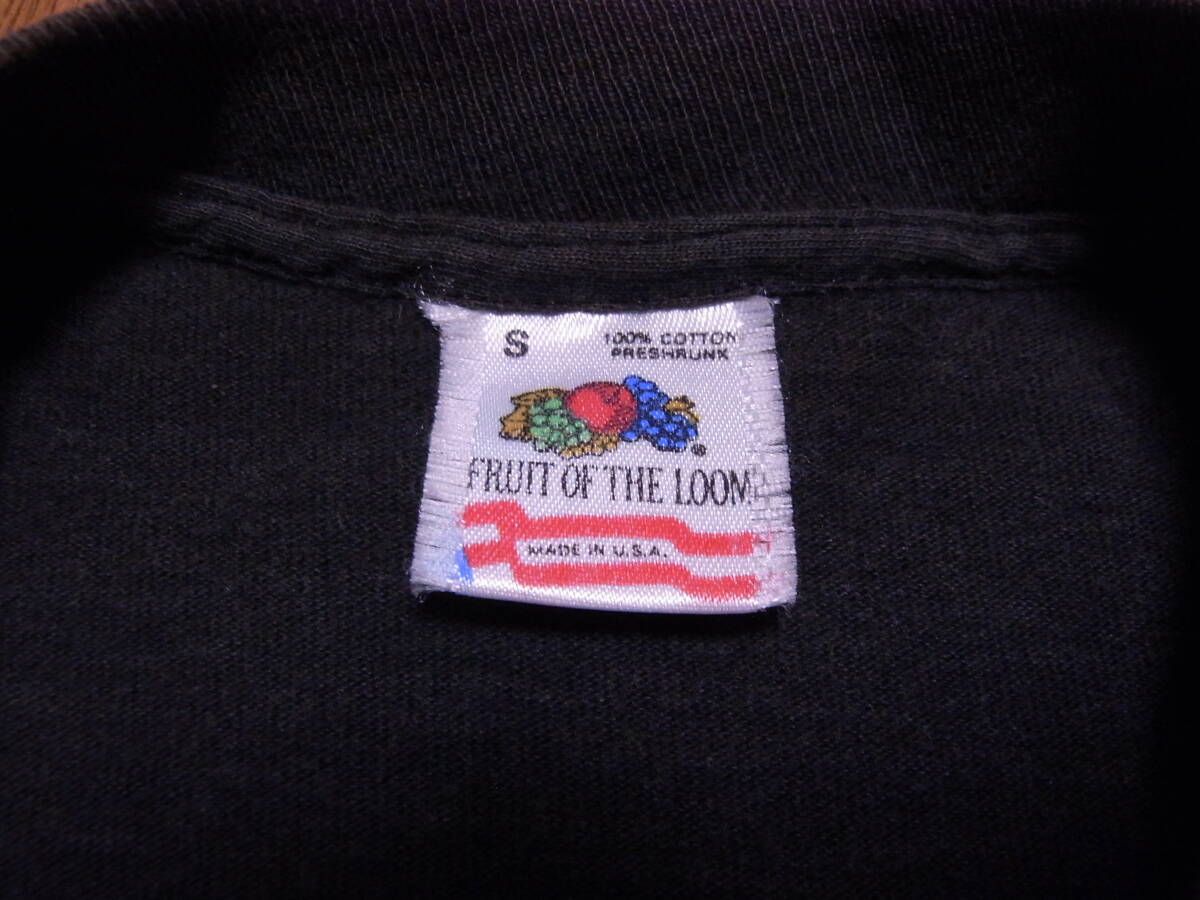 S
100% COTTON
PRESHRUNK
®
FRUIT OF THE LOOM
MADE IN U.S.A.